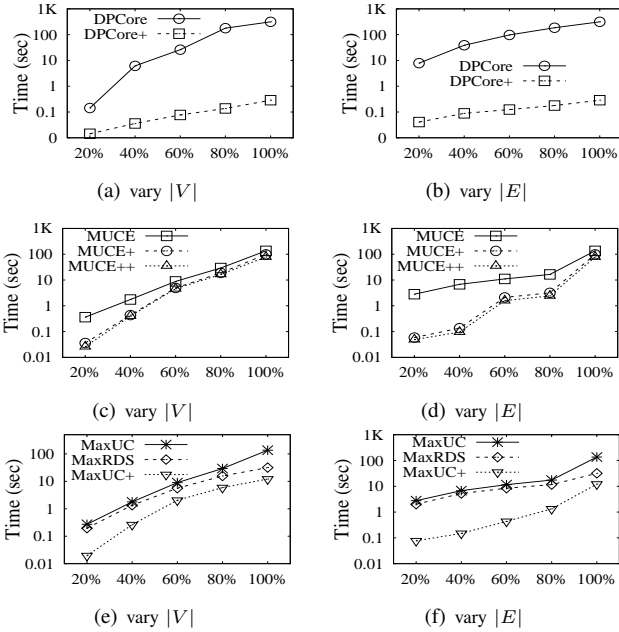 Time (sec)
1K
100
10
1
0.1
0
DPCore
DPCore+
20% 40% 60% 80% 100%
(a) vary |V|
Time (sec)
1K
100
10
1
0.1
0
DPCore
DPCore+
20% 40% 60% 80% 100%
(b) vary |E|
Time (sec)
1K
100
10
1
0.1
0.01
MUCE
MUCE+
MUCE++
20% 40% 60% 80% 100%
(c) vary |V|
Time (sec)
1K
100
10
1
0.1
0.01
MUCE
MUCE+
MUCE++
20% 40% 60% 80% 100%
(d) vary |E|
Time (sec)
100
10
1
0.1
0.01
MaxUC
MaxRDS
MaxUC+
20% 40% 60% 80% 100%
(e) vary |V|
Time (sec)
1K
100
10
1
0.1
0.01
MaxUC
MaxRDS
MaxUC+
20% 40% 60% 80% 100%
(f) vary |E|